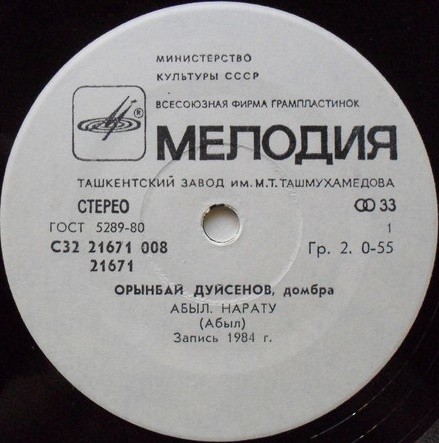 МИНИСТЕРСТВО
КУЛЬТУРЫ СССР
ВСЕСОЮЗНАЯ ФИРМА ГРАМПЛАСТИНОК
® МЕЛОДИЯ
ТАШКЕНТСКИЙ ЗАВОД ИМ. М.Т. ТАШМУХАМЕДОВА
СТЕРЕО 33
ГОСТ 5289-80 1
С32 21671 008 Гр. 2. 0-55
21671
ОРЫНБАЙ ДУЙСЕНОВ, домбра
АБЫЛ. НАРАТУ
(Абыл)
Запись 1984 г.